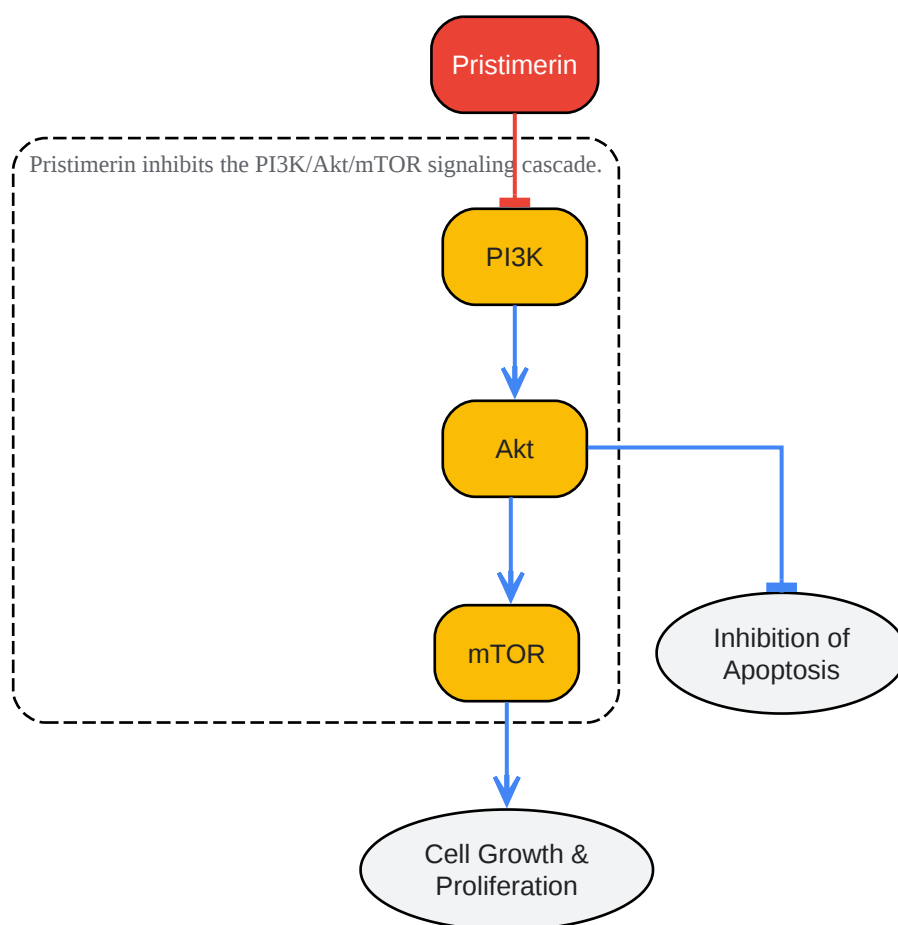 Pristimerin
Pristimerin inhibits the PI3K/Akt/mTOR signaling cascade.
PI3K
Akt
mTOR
Inhibition of
Apoptosis
Cell Growth &
Proliferation